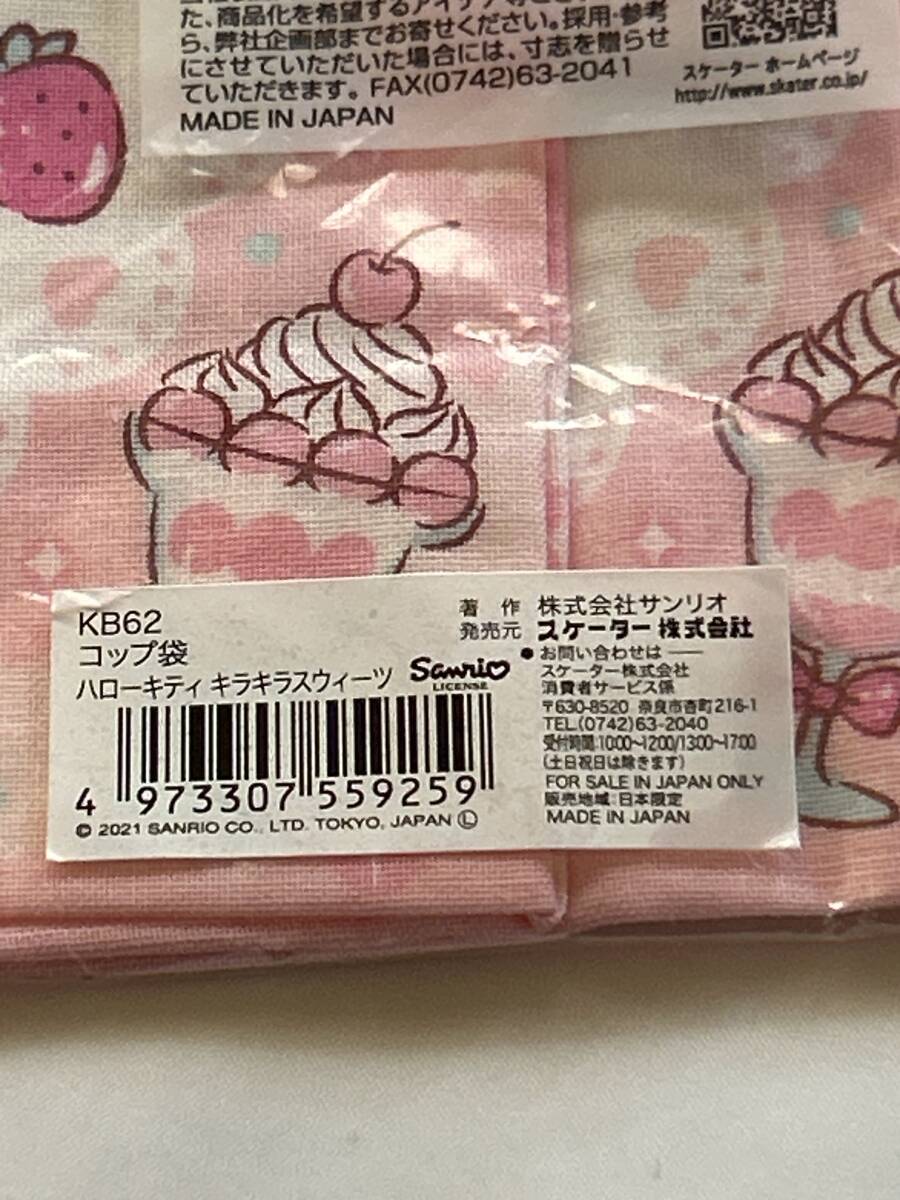 た、商品化を希望するアイデア
ら、弊社企画部までお寄せください。採用・参考
にさせていただいた場合には、寸志を贈らせ
ていただきます。FAX(0742)63-2041
MADE IN JAPAN
スケーター ホームページ
http://www.skater.co.jp/
KB62
コップ袋
ハローキティ キラキラスウィーツ
Sanrio
LICENSE
4 973307 559259
© 2021 SANRIO CO., LTD. TOKYO, JAPAN Ⓛ
著 作 株式会社サンリオ
発売元 スケーター株式会社
●お問い合わせは
スケーター株式会社
消費者サービス係
〒630-8520 奈良市杏町216-1
TEL(0742)63-2040
受付時間:10:00~12:00/13:00~17:00
(土日祝日は除きます)
FOR SALE IN JAPAN ONLY
販売地域:日本限定
MADE IN JAPAN